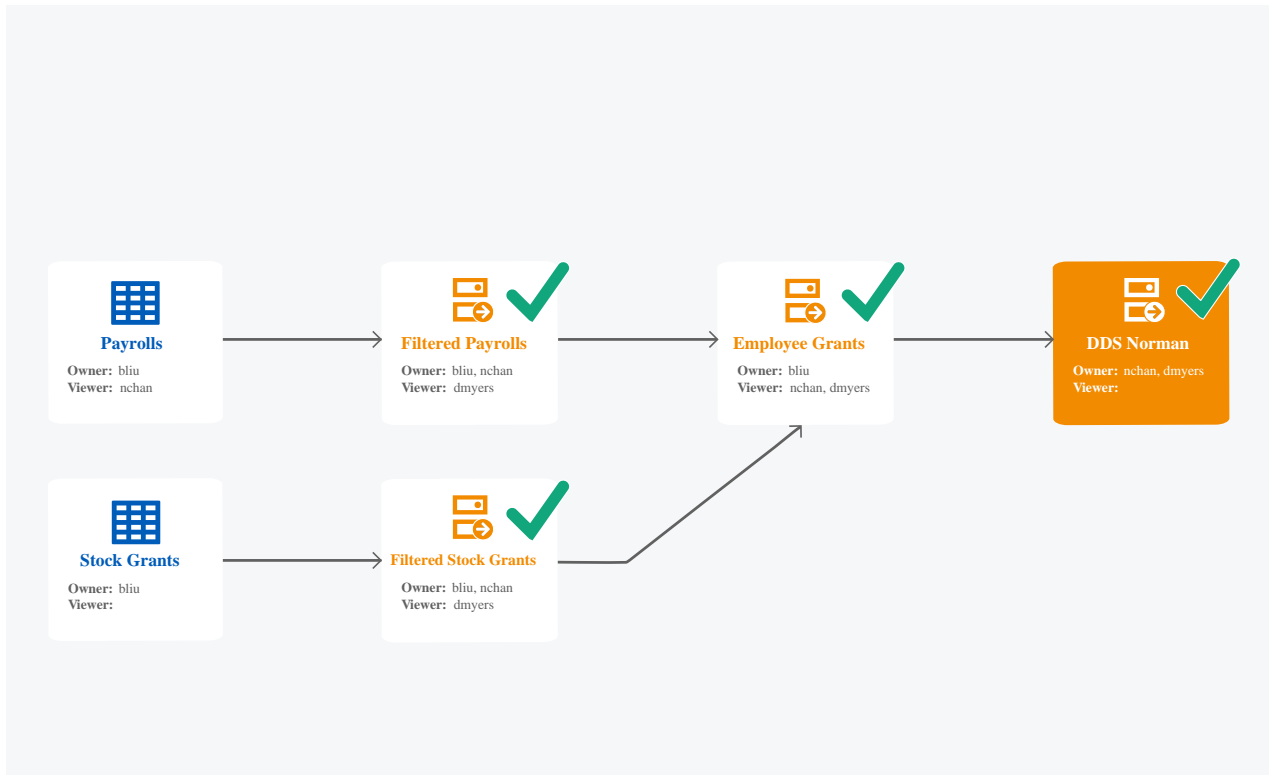 Payrolls
Owner: bliu
Viewer: nchan
Filtered Payrolls
Owner: bliu, nchan
Viewer: dmyers
Employee Grants
Owner: bliu
Viewer: nchan, dmyers
DDS Norman
Owner: nchan, dmyers
Viewer:
Stock Grants
Owner: bliu
Viewer:
Filtered Stock Grants
Owner: bliu, nchan
Viewer: dmyers